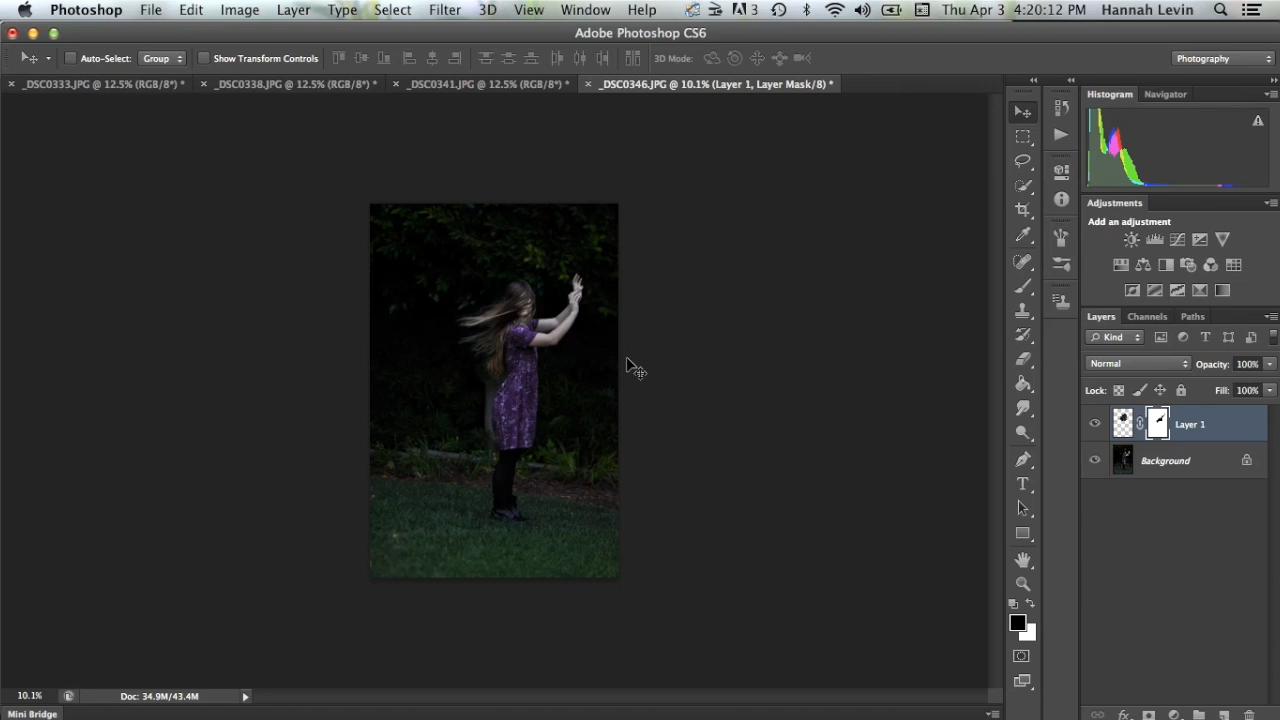 Photoshop File Edit Image Layer Type Select Filter 3D View Window Help 3 Thu Apr 3 4:20:12 PM Hannah Levin
Adobe Photoshop CS6
Auto-Select: Group Show Transform Controls 3D Mode: Photography
_DSC0333.JPG @ 12.5% (RGB/8*) * _DSC0338.JPG @ 12.5% (RGB/8*) * _DSC0341.JPG @ 12.5% (RGB/8*) * _DSC0346.JPG @ 10.1% (Layer 1, Layer Mask/8) *
Histogram Navigator
Adjustments
Add an adjustment
Layers Channels Paths
Kind
Normal Opacity: 100%
Lock: Fill: 100%
Layer 1
Background
10.1% Doc: 34.9M/43.4M
Mini Bridge